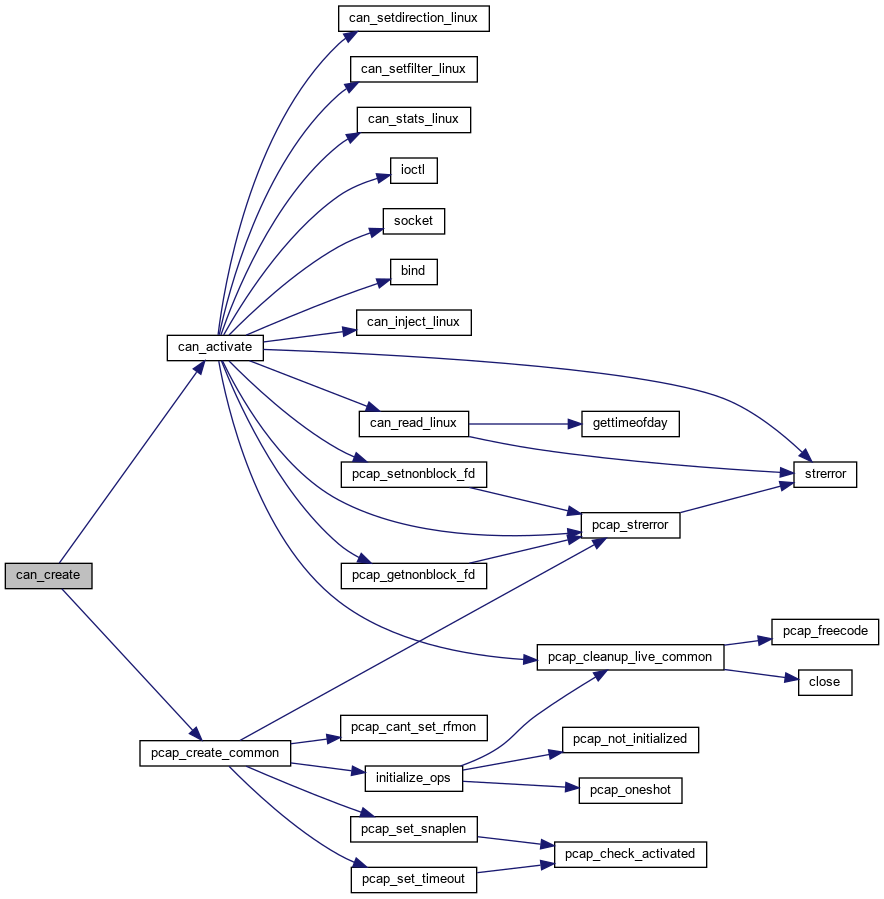 can_setdirection_linux
can_setfilter_linux
can_stats_linux
ioctl
socket
bind
can_inject_linux
can_activate
can_read_linux
gettimeofday
pcap_setnonblock_fd
strerror
pcap_strerror
can_create
pcap_getnonblock_fd
pcap_freecode
pcap_cleanup_live_common
close
pcap_cant_set_rfmon
pcap_not_initialized
pcap_create_common
initialize_ops
pcap_oneshot
pcap_set_snaplen
pcap_check_activated
pcap_set_timeout